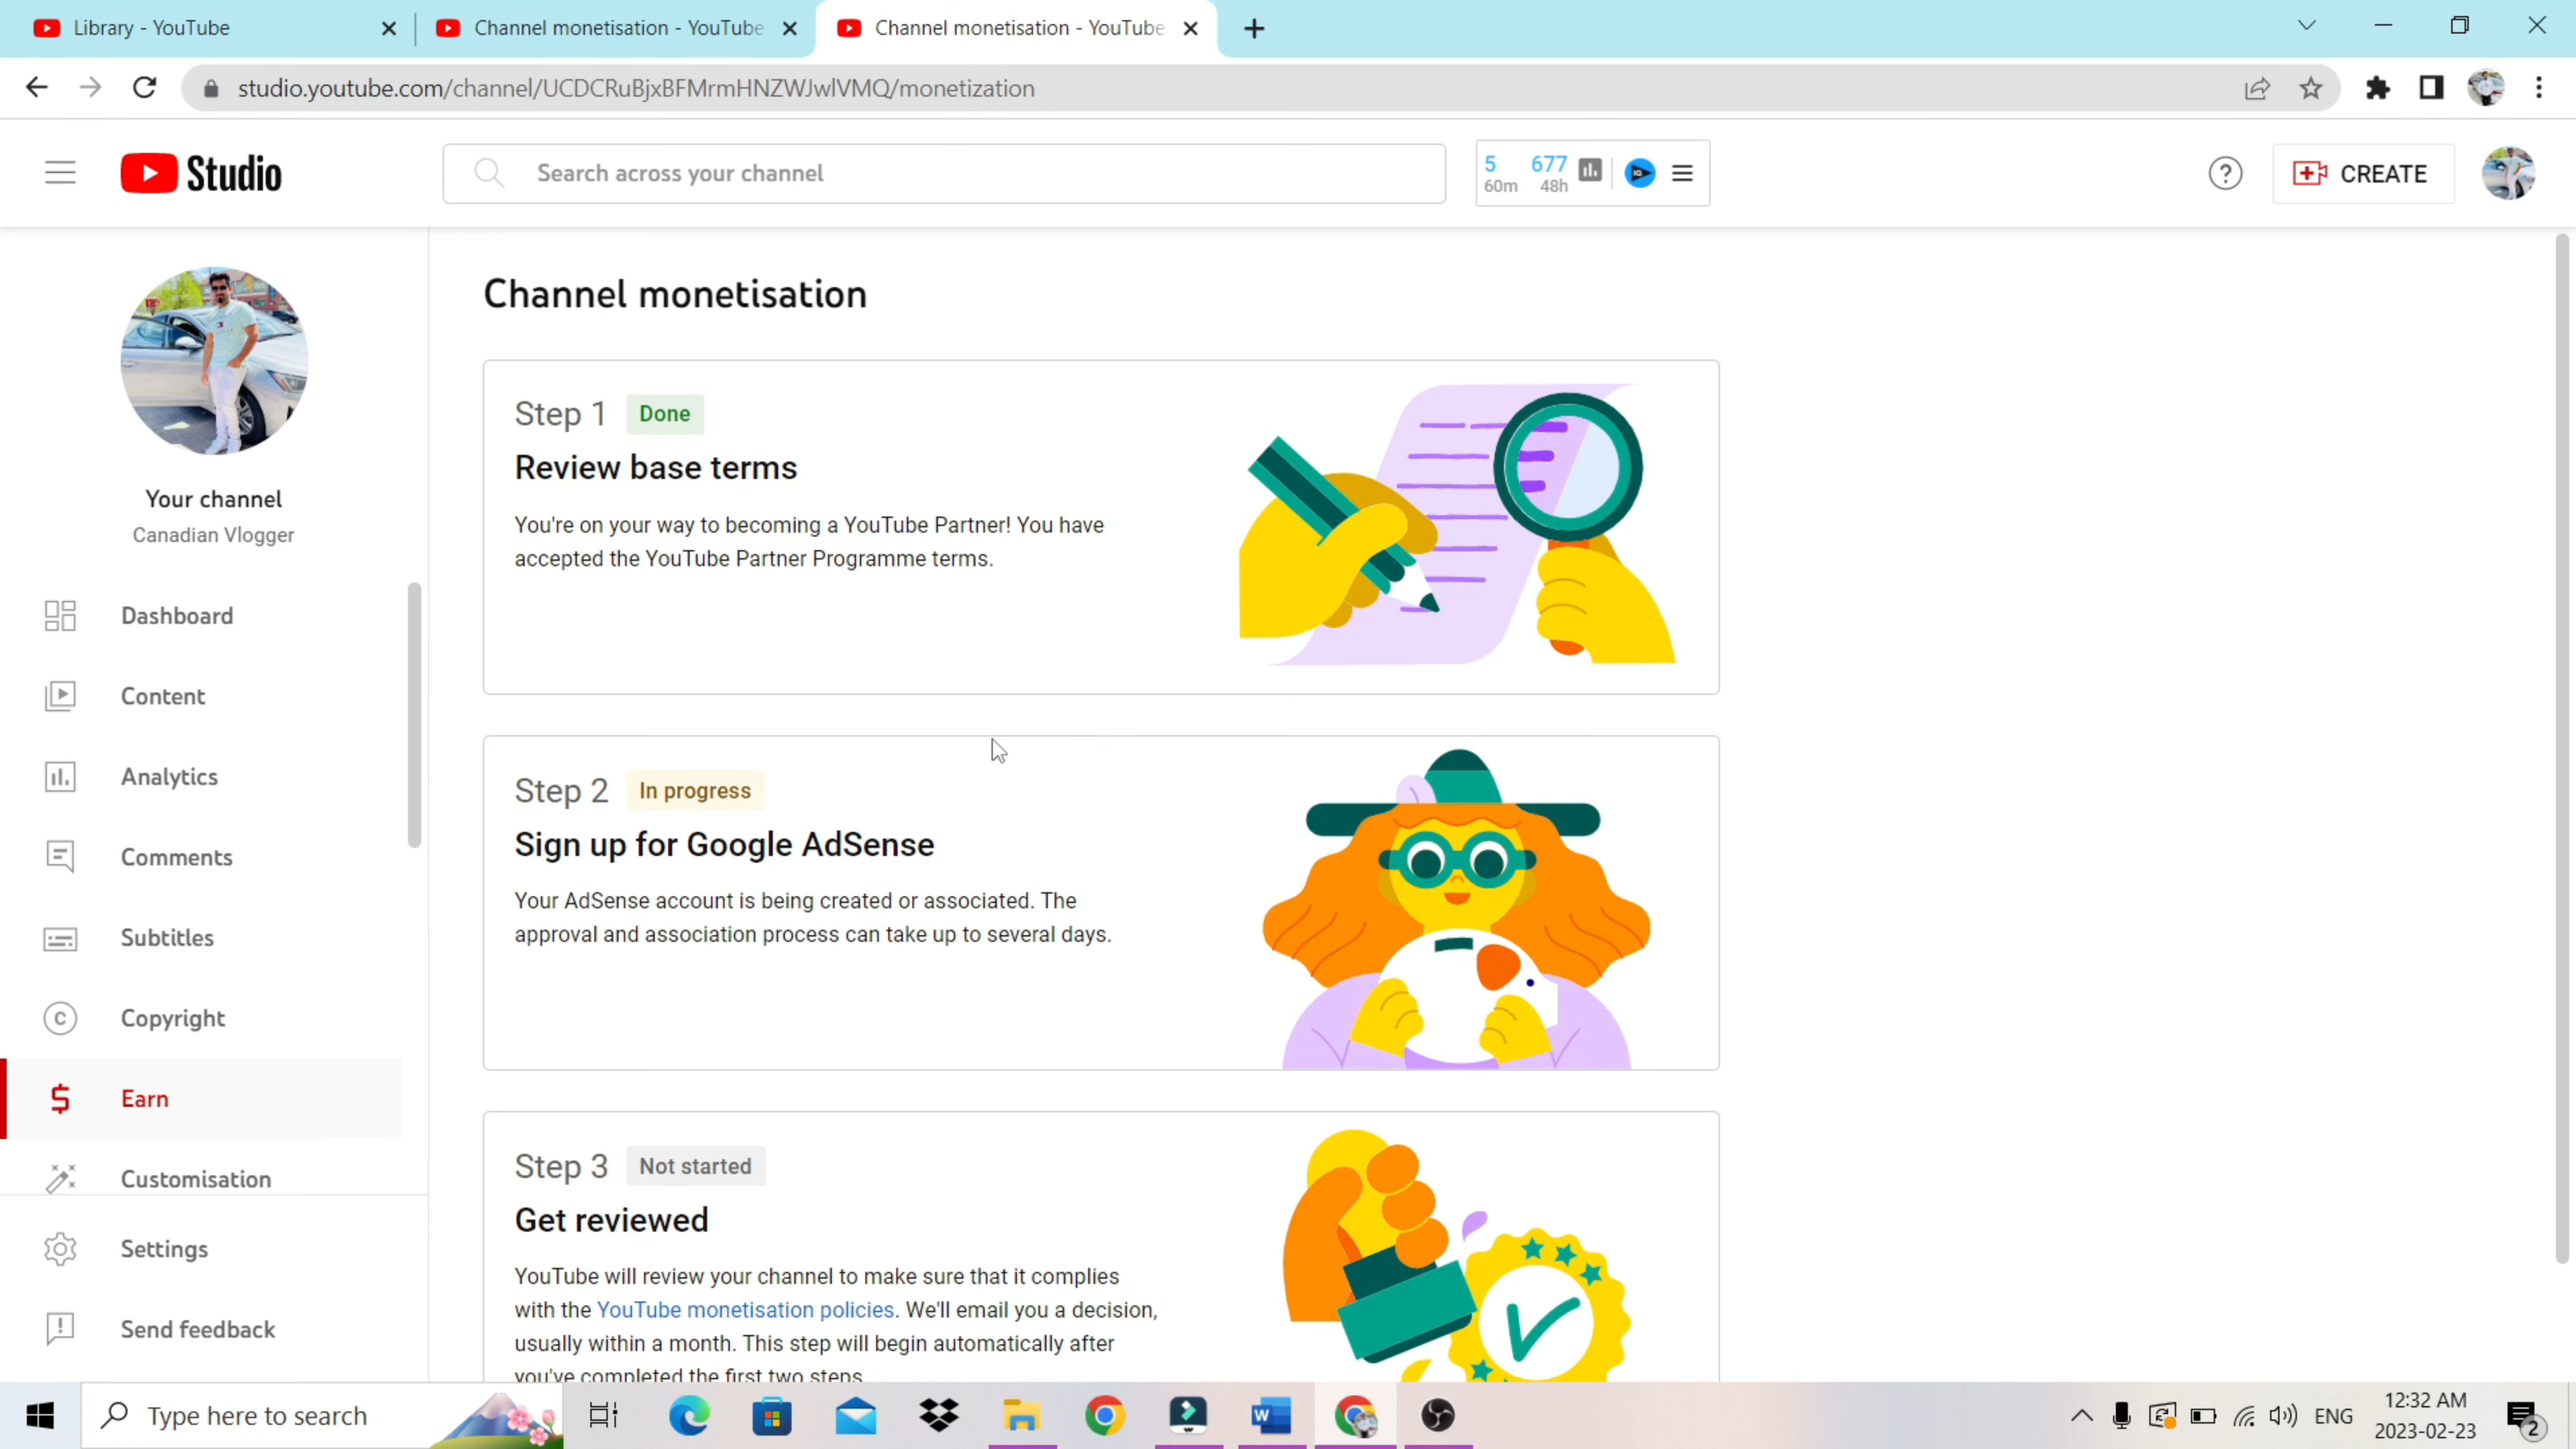 Library - YouTube
Channel monetisation - YouTube
Channel monetisation - YouTube
studio.youtube.com/channel/UCDCRuBjxBFMrmHNZWJwlVMQ/monetization
Studio
Search across your channel
5 677
60m 48h
CREATE
Your channel
Canadian Vlogger
Dashboard
Content
Analytics
Comments
Subtitles
Copyright
Earn
Customisation
Settings
Send feedback
Channel monetisation
Step 1 Done
Review base terms
You're on your way to becoming a YouTube Partner! You have
accepted the YouTube Partner Programme terms.
Step 2 In progress
Sign up for Google AdSense
Your AdSense account is being created or associated. The
approval and association process can take up to several days.
Step 3 Not started
Get reviewed
YouTube will review your channel to make sure that it complies
with the YouTube monetisation policies. We'll email you a decision,
usually within a month. This step will begin automatically after
you've completed the first two steps
Type here to search
ENG
12:32 AM
2023-02-23
2